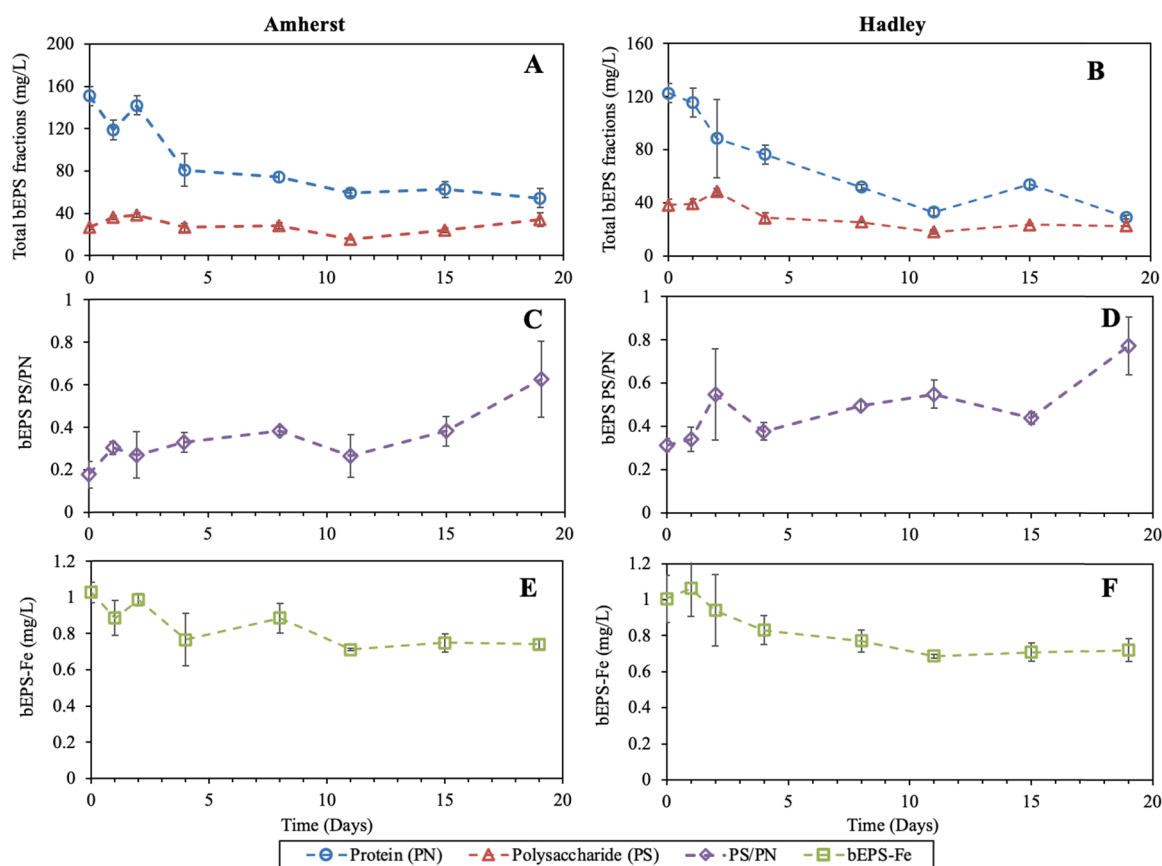 Amherst
Hadley
Total bEPS fractions (mg/L)
200
160
120
80
40
0
A
0 5 10 15 20
Total bEPS fractions (mg/L)
160
120
80
40
0
B
0 5 10 15 20
bEPS PS/PN
1
0.8
0.6
0.4
0.2
0
C
0 5 10 15 20
bEPS PS/PN
1
0.8
0.6
0.4
0.2
0
D
0 5 10 15 20
bEPS-Fe (mg/L)
1.2
1
0.8
0.6
0.4
0.2
0
E
0 5 10 15 20
Time (Days)
bEPS-Fe (mg/L)
1.2
1
0.8
0.6
0.4
0.2
0
F
0 5 10 15 20
Time (Days)
Protein (PN) Polysaccharide (PS) PS/PN bEPS-Fe